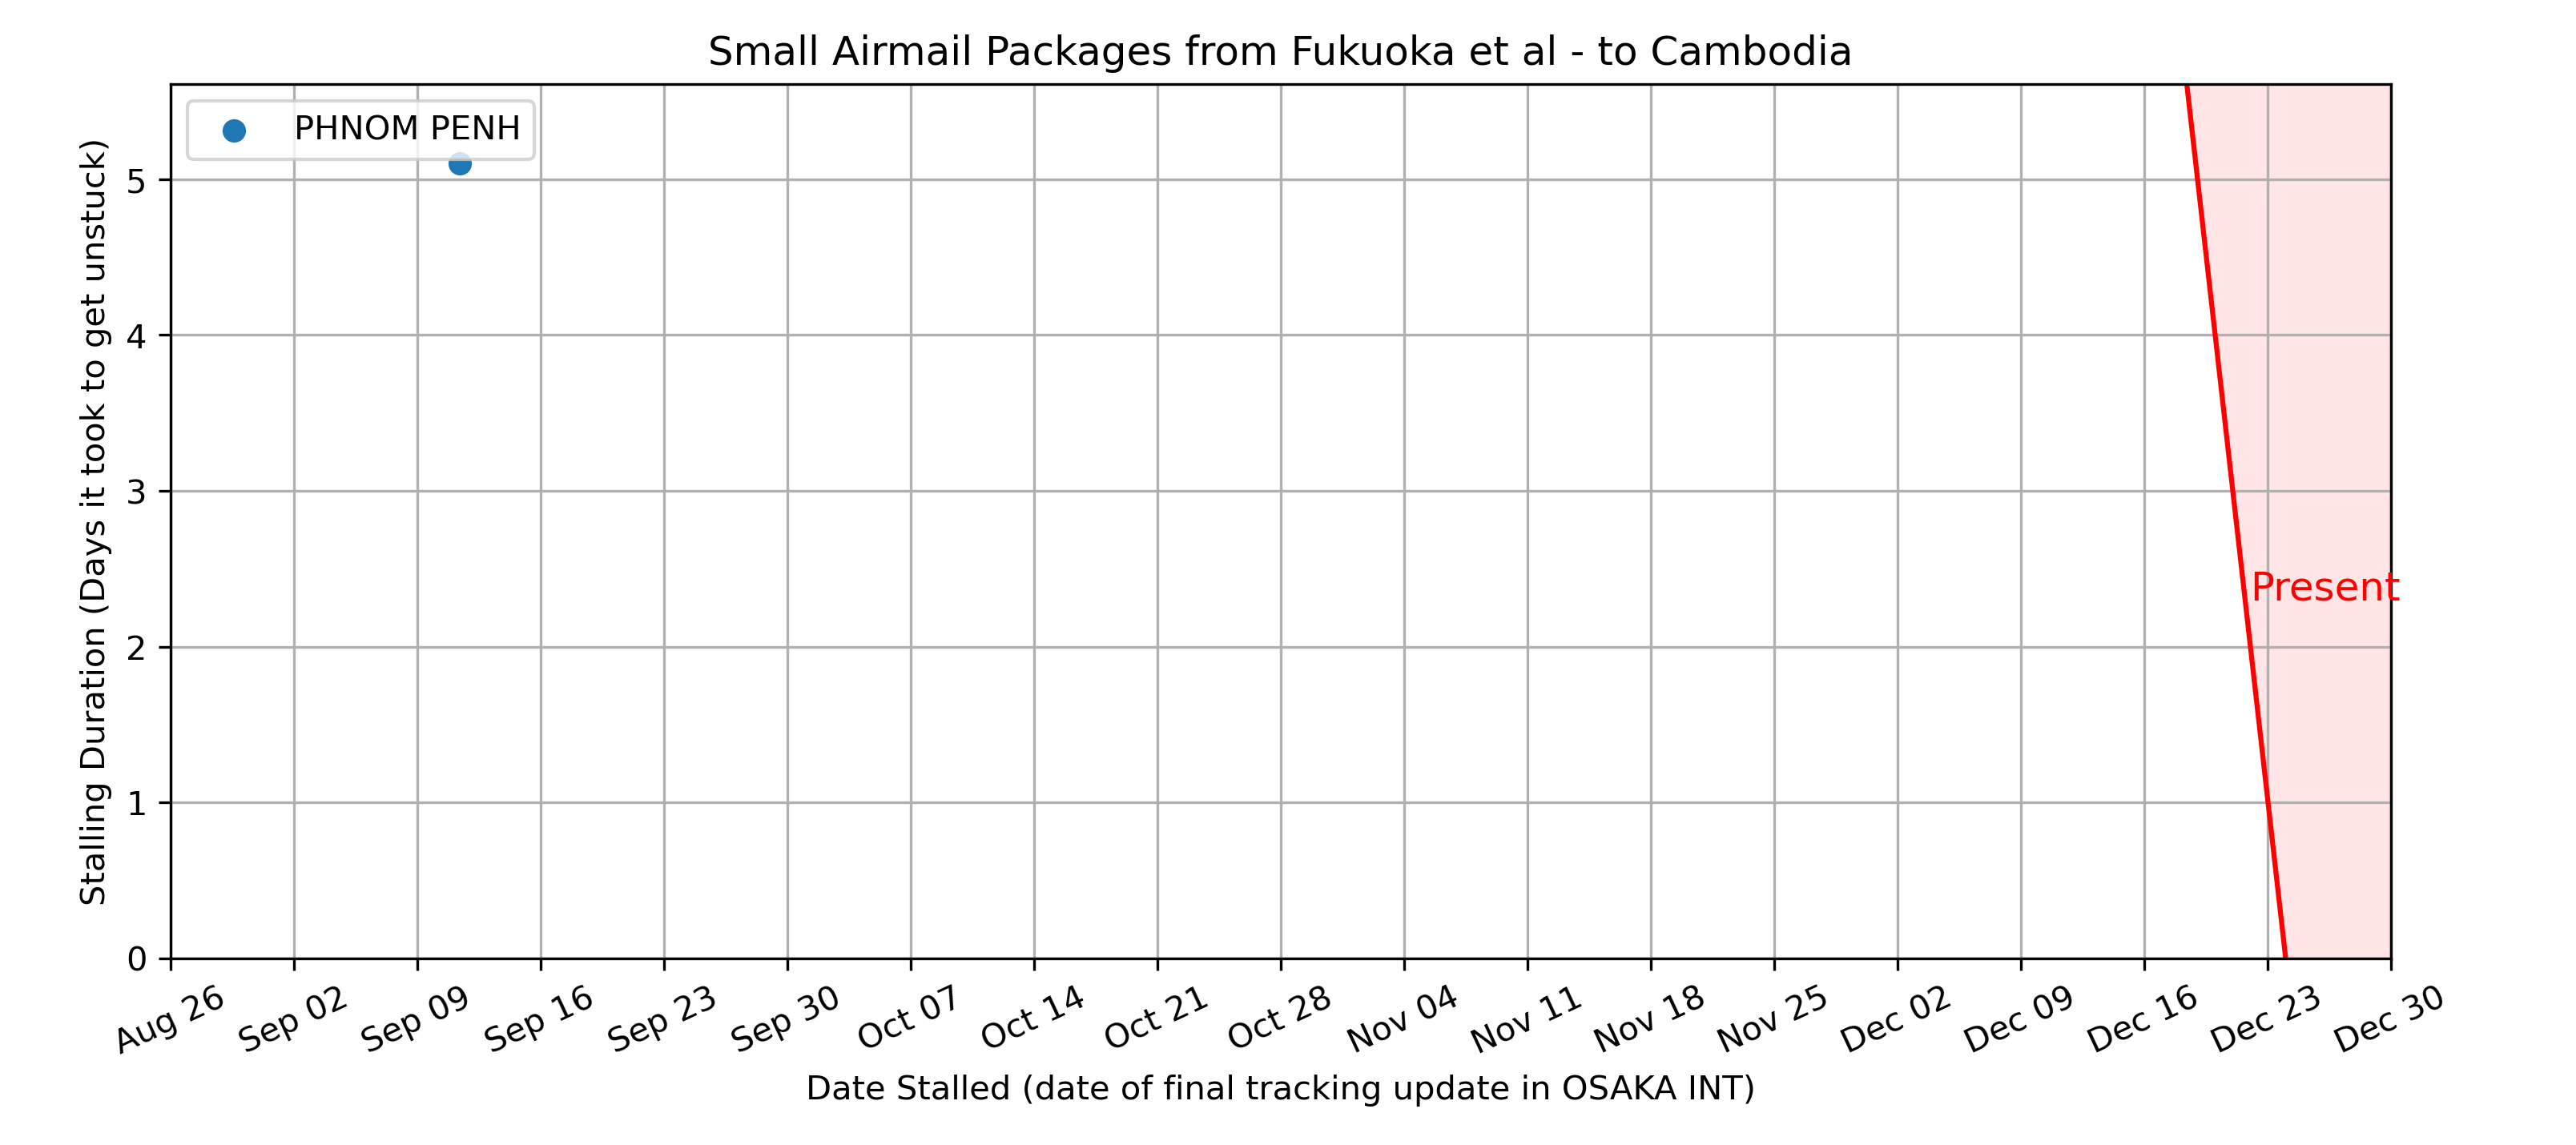 Small Airmail Packages from Fukuoka et al - to Cambodia
PHNOM PENH
Stalling Duration (Days it took to get unstuck)
5
4
3
2
1
0
Present
Aug 26
Sep 02
Sep 09
Sep 16
Sep 23
Sep 30
Oct 07
Oct 14
Oct 21
Oct 28
Nov 04
Nov 11
Nov 18
Nov 25
Dec 02
Dec 09
Dec 16
Dec 23
Dec 30
Date Stalled (date of final tracking update in OSAKA INT)